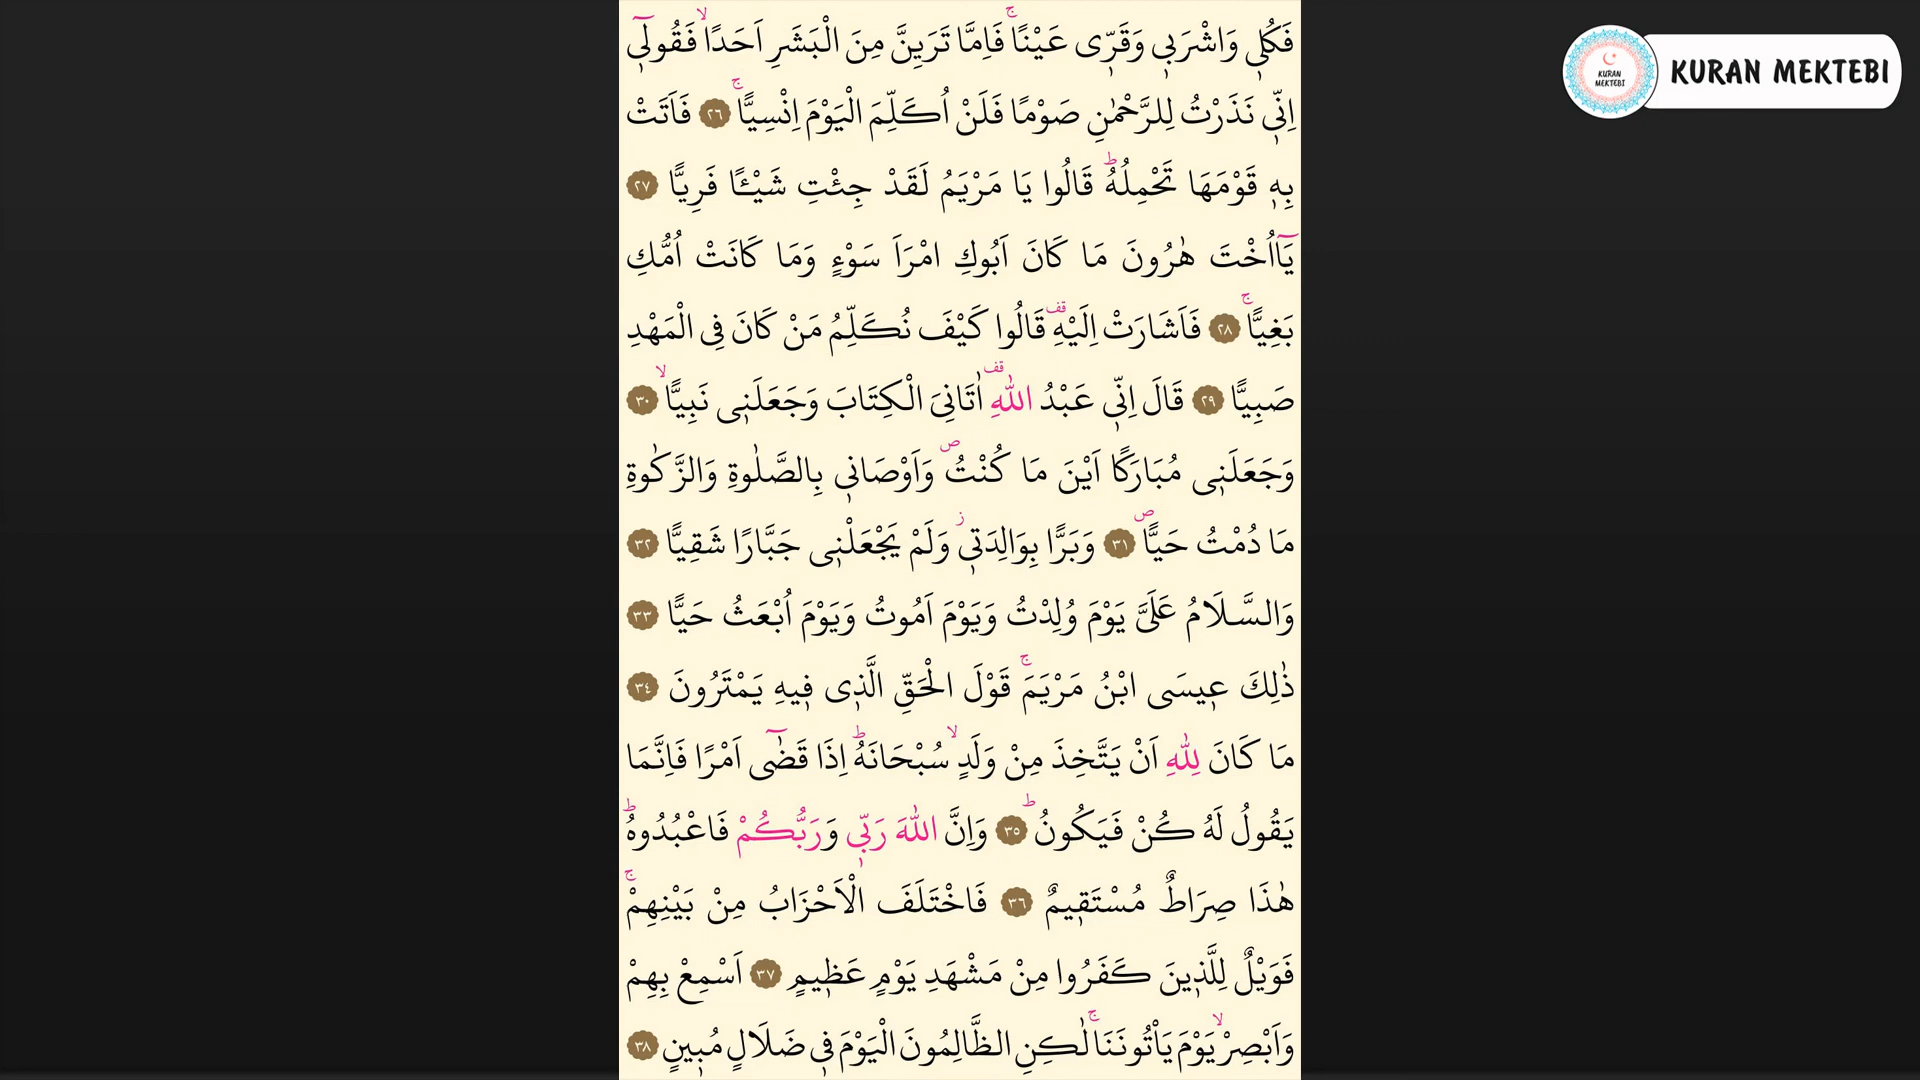 فَكُلٖي وَاشْرَبٖي وَقَرّٖي عَيْنًاۚ فَاِمَّا تَرَيِنَّ مِنَ الْبَشَرِ اَحَدًاۙ فَقُولٖٓي
اِنّٖي نَذَرْتُ لِلرَّحْمٰنِ صَوْمًا فَلَنْ اُكَلِّمَ الْيَوْمَ اِنْسِيًّاۚ ﴿٢٦﴾ فَاَتَتْ
بِهٖ قَوْمَهَا تَحْمِلُهُۜ قَالُوا يَا مَرْيَمُ لَقَدْ جِئْتِ شَيْـًٔا فَرِيًّا ﴿٢٧﴾
يَٓااُخْتَ هٰرُونَ مَا كَانَ اَبُوكِ امْرَاَ سَوْءٍ وَمَا كَانَتْ اُمُّكِ
بَغِيًّاۚ ﴿٢٨﴾ فَاَشَارَتْ اِلَيْهِ قف قَالُوا كَيْفَ نُكَلِّمُ مَنْ كَانَ فِي الْمَهْدِ
صَبِيًّا ﴿٢٩﴾ قَالَ اِنّٖي عَبْدُ اللّٰهِ قف اٰتَانِيَ الْكِتَابَ وَجَعَلَنٖي نَبِيًّاۙ ﴿٣٠﴾
وَجَعَلَنٖي مُبَارَكًا اَيْنَ مَا كُنْتُ ص وَاَوْصَانٖي بِالصَّلٰوةِ وَالزَّكٰوةِ
مَا دُمْتُ حَيًّا ص ﴿٣١﴾ وَبَرًّا بِوَالِدَتٖي ز وَلَمْ يَجْعَلْنٖي جَبَّارًا شَقِيًّا ﴿٣٢﴾
وَالسَّلَامُ عَلَيَّ يَوْمَ وُلِدْتُ وَيَوْمَ اَمُوتُ وَيَوْمَ اُبْعَثُ حَيًّا ﴿٣٣﴾
ذٰلِكَ عٖيسَى ابْنُ مَرْيَمَۚ قَوْلَ الْحَقِّ الَّذٖي فٖيهِ يَمْتَرُونَ ﴿٣٤﴾
مَا كَانَ لِلّٰهِ اَنْ يَتَّخِذَ مِنْ وَلَدٍۙ سُبْحَانَهُۜ اِذَا قَضٰٓى اَمْرًا فَاِنَّمَا
يَقُولُ لَهُ كُنْ فَيَكُونُۜ ﴿٣٥﴾ وَاِنَّ اللّٰهَ رَبّٖي وَرَبُّكُمْ فَاعْبُدُوهُۜ
هٰذَا صِرَاطٌ مُسْتَقٖيمٌ ﴿٣٦﴾ فَاخْتَلَفَ الْاَحْزَابُ مِنْ بَيْنِهِمْۚ
فَوَيْلٌ لِلَّذٖينَ كَفَرُوا مِنْ مَشْهَدِ يَوْمٍ عَظٖيمٍ ﴿٣٧﴾ اَسْمِعْ بِهِمْ
وَاَبْصِرْۙ يَوْمَ يَأْتُونَنَاۚ لٰكِنِ الظَّالِمُونَ الْيَوْمَ فٖي ضَلَالٍ مُبٖينٍ ﴿٣٨﴾
KURAN MEKTEBI
KURAN
MEKTEBI